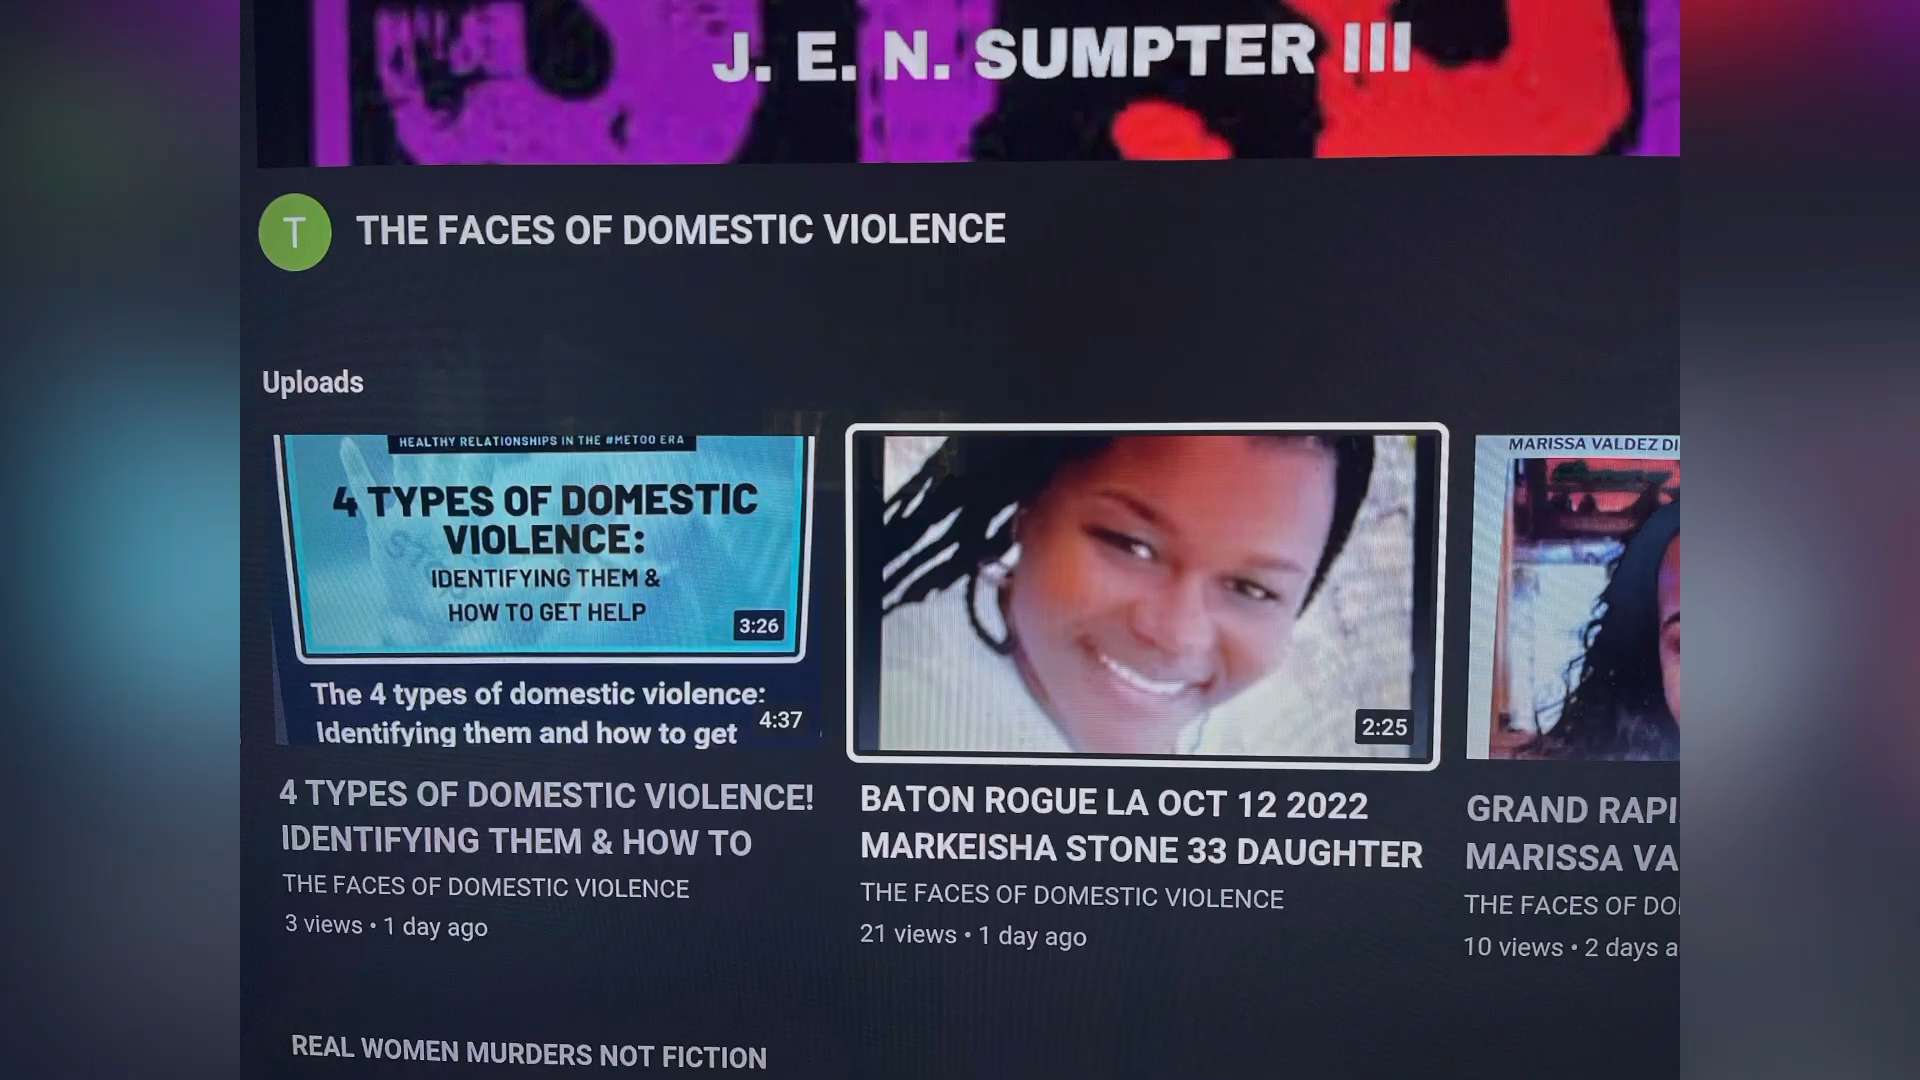 J. E. N. SUMPTER III
T
THE FACES OF DOMESTIC VIOLENCE
Uploads
HEALTHY RELATIONSHIPS IN THE #METOO ERA
4 TYPES OF DOMESTIC
VIOLENCE:
IDENTIFYING THEM &
HOW TO GET HELP
3:26
The 4 types of domestic violence:
Identifying them and how to get
4:37
4 TYPES OF DOMESTIC VIOLENCE!
IDENTIFYING THEM & HOW TO
THE FACES OF DOMESTIC VIOLENCE
3 views • 1 day ago
2:25
BATON ROGUE LA OCT 12 2022
MARKEISHA STONE 33 DAUGHTER
THE FACES OF DOMESTIC VIOLENCE
21 views • 1 day ago
MARISSA VALDEZ DI
GRAND RAPI
MARISSA VA
THE FACES OF DO
10 views • 2 days a
REAL WOMEN MURDERS NOT FICTION